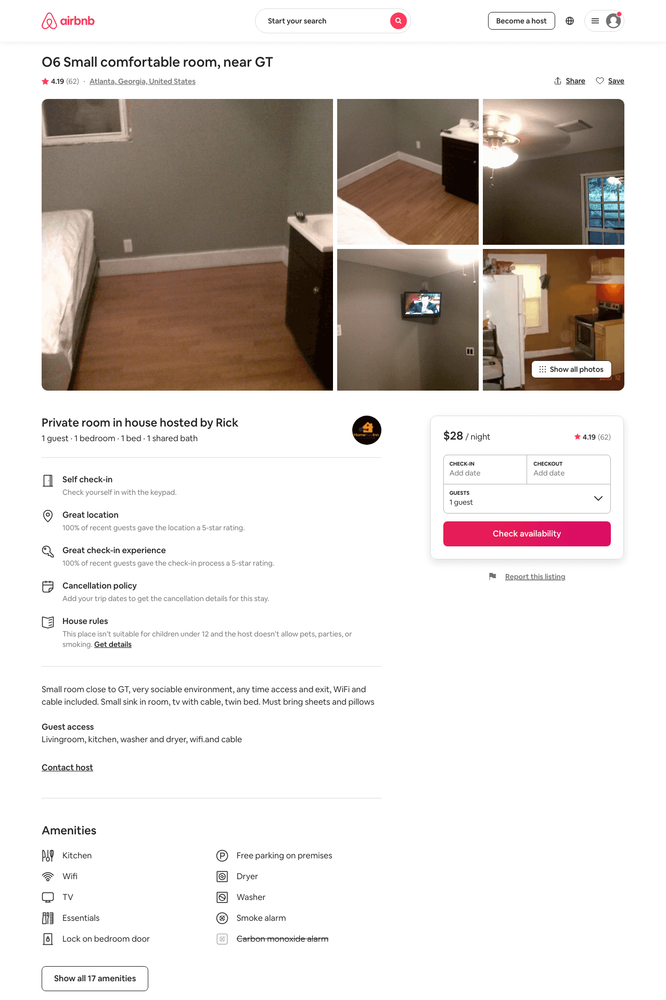 airbnb
Start your search
Become a host
O6 Small comfortable room, near GT
4.19 (62) · Atlanta, Georgia, United States
Share
Save
Show all photos
Private room in house hosted by Rick
1 guest · 1 bedroom · 1 bed · 1 shared bath
HomeKeyInn
$28 / night
4.19 (62)
CHECK-IN
Add date
CHECKOUT
Add date
GUESTS
1 guest
Check availability
Report this listing
Self check-in
Check yourself in with the keypad.
Great location
100% of recent guests gave the location a 5-star rating.
Great check-in experience
100% of recent guests gave the check-in process a 5-star rating.
Cancellation policy
Add your trip dates to get the cancellation details for this stay.
House rules
This place isn't suitable for children under 12 and the host doesn't allow pets, parties, or
smoking. Get details
Small room close to GT, very sociable environment, any time access and exit, WiFi and
cable included. Small sink in room, tv with cable, twin bed. Must bring sheets and pillows
Guest access
Livingroom, kitchen, washer and dryer, wifi.and cable
Contact host
Amenities
Kitchen
Free parking on premises
Wifi
Dryer
TV
Washer
Essentials
Smoke alarm
Lock on bedroom door
Carbon monoxide alarm
Show all 17 amenities